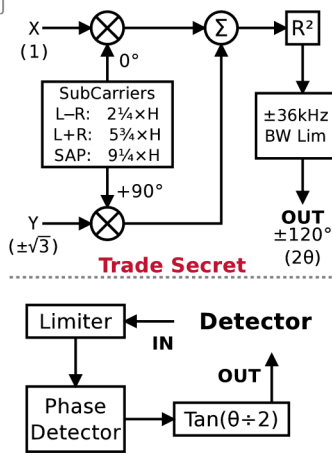 X
(1)
Σ
R²
0°
SubCarriers
L−R: 2¼×H
L+R: 5¾×H
SAP: 9¼×H
±36kHz
BW Lim
+90°
Y
(±√3)
OUT
±120°
(2θ)
Trade Secret
Limiter
IN
Detector
OUT
Phase
Detector
Tan(θ÷2)